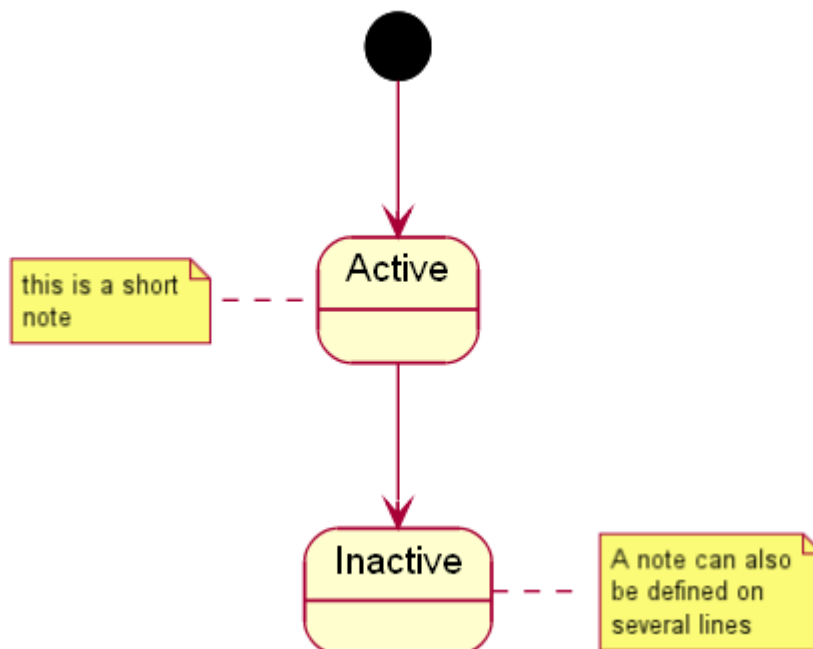 Active
this is a short
note
Inactive
A note can also
be defined on
several lines